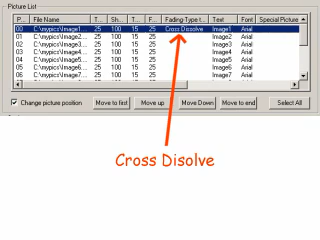 Picture List
P... File Name T... Sh... T... F... Fading-Type t... Text Font Special Picture
00 C:\mypics\Image1... 25 100 15 25 Cross Dissolve Image1 Arial
01 C:\mypics\Image2... 25 100 15 25 Image2 Arial
02 C:\mypics\Image3... 25 100 15 25 Image3 Arial
03 C:\mypics\Image4... 25 100 15 25 Image4 Arial
04 C:\mypics\Image5... 25 100 15 25 Image5 Arial
05 C:\mypics\Image6... 25 100 15 25 Image6 Arial
06 C:\mypics\Image7... 25 100 15 25 Image7 Arial
Change picture position Move to first Move up Move Down Move to end Select All
Cross Disolve